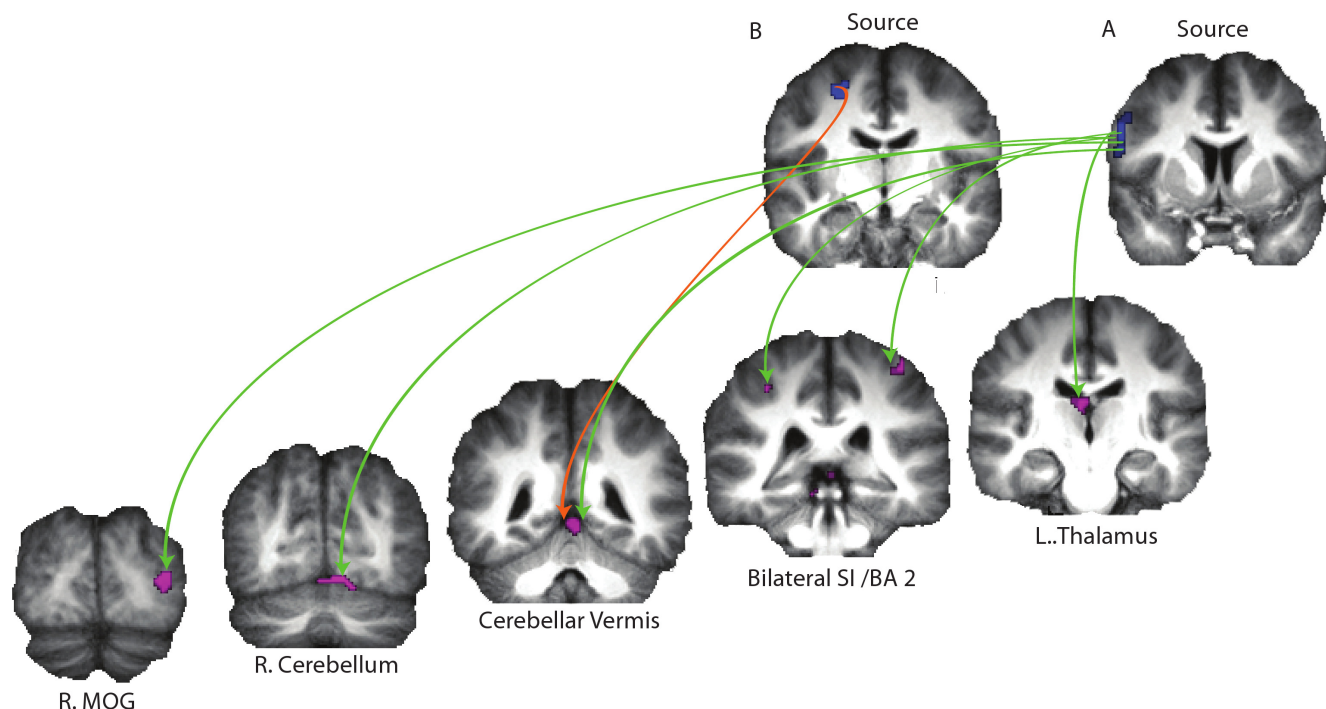 B
Source
A
Source
L..Thalamus
Bilateral SI /BA 2
Cerebellar Vermis
R. Cerebellum
R. MOG